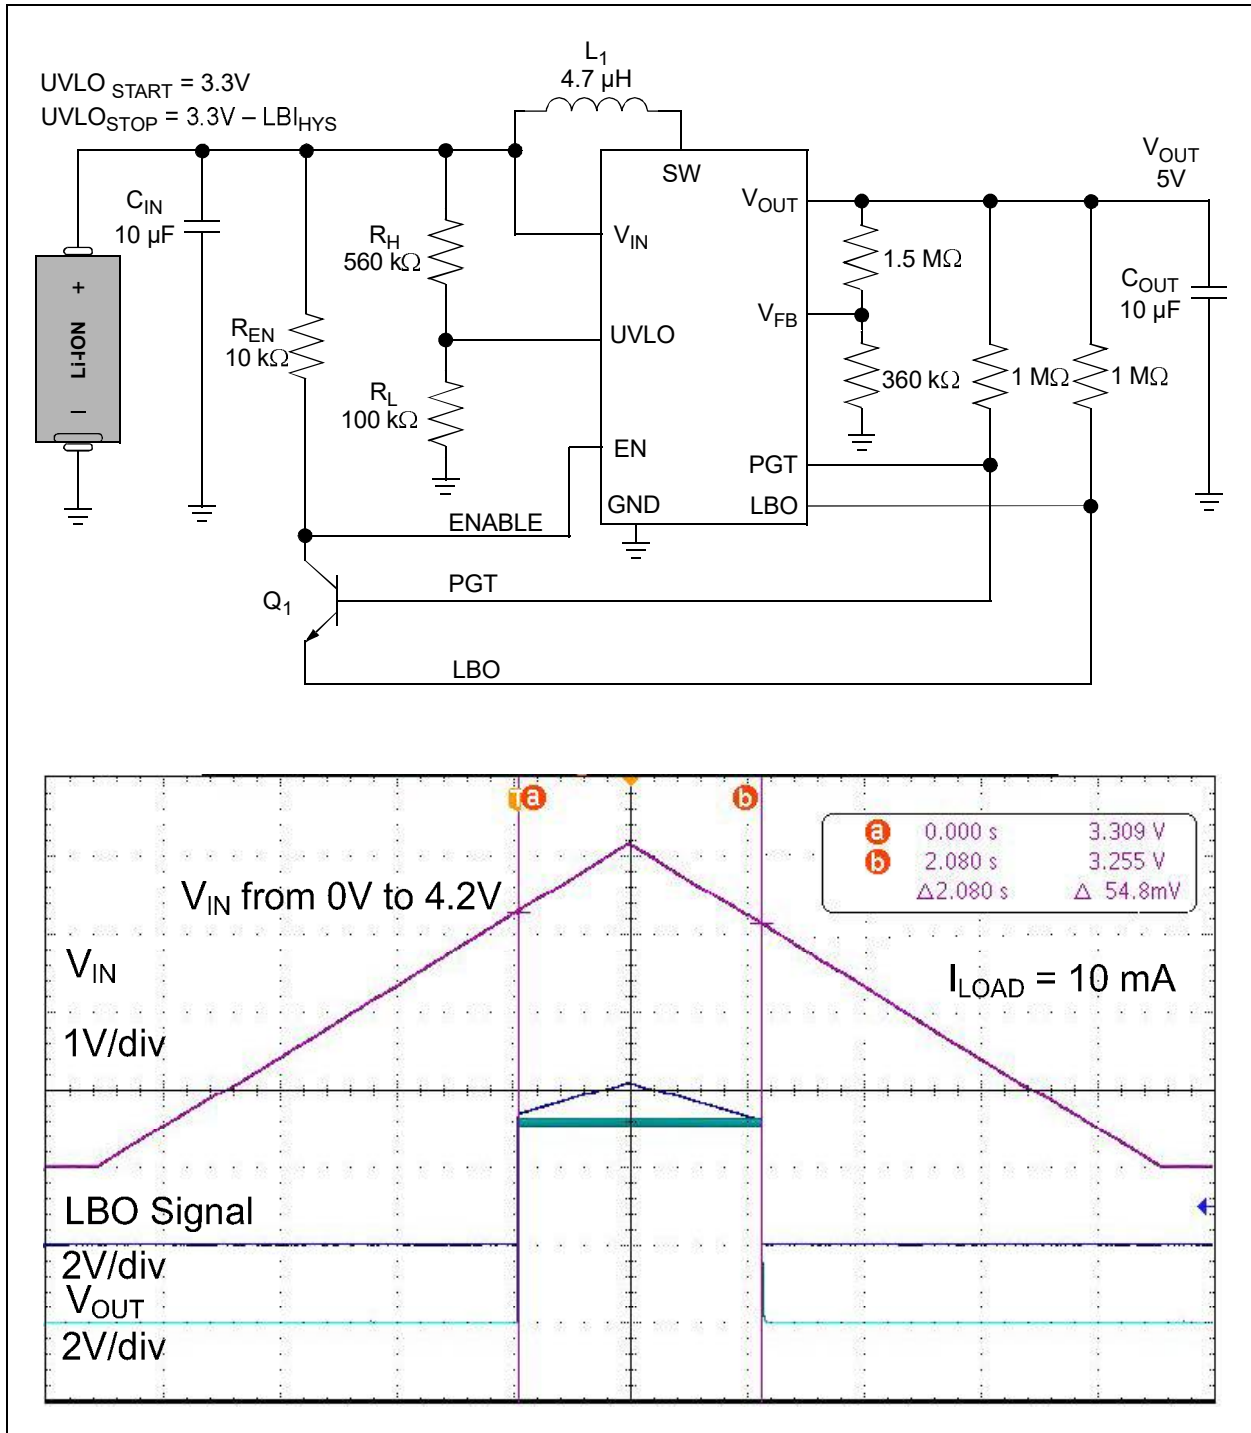 L1
4.7 µH
UVLO START = 3.3V
UVLOSTOP = 3.3V – LBIHYS
CIN
10 µF
+
Li-ION
–
REN
10 kΩ
RH
560 kΩ
RL
100 kΩ
SW
VIN
UVLO
EN
GND
VOUT
VFB
PGT
LBO
1.5 MΩ
360 kΩ
1 MΩ
1 MΩ
VOUT
5V
COUT
10 µF
ENABLE
Q1
PGT
LBO
T a
b
a 0.000 s 3.309 V
b 2.080 s 3.255 V
Δ2.080 s Δ 54.8mV
VIN from 0V to 4.2V
VIN
ILOAD = 10 mA
1V/div
LBO Signal
2V/div
VOUT
2V/div